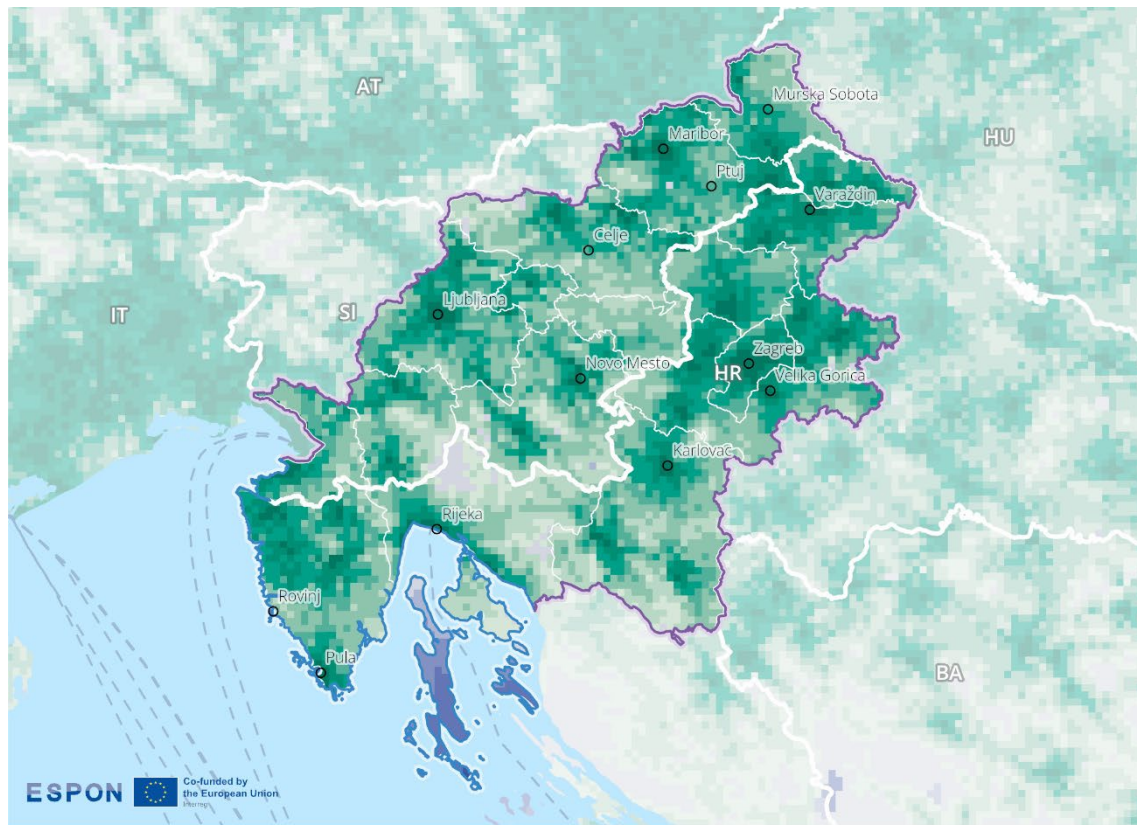 AT
Murska Sobota
HU
Maribor
Ptuj
Varaždin
Celje
IT
SI
Ljubljana
Zagreb
Novo Mesto
HR
Velika Gorica
Karlovac
Rijeka
Rovinj
Pula
BA
ESPON
Co-funded by
the European Union
Interreg